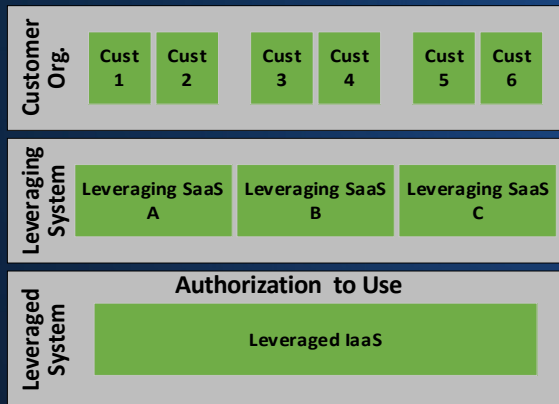 Customer
Org.
Cust
1
Cust
2
Cust
3
Cust
4
Cust
5
Cust
6
Leveraging
System
Leveraging SaaS
A
Leveraging SaaS
B
Leveraging SaaS
C
Leveraged
System
Authorization to Use
Leveraged IaaS